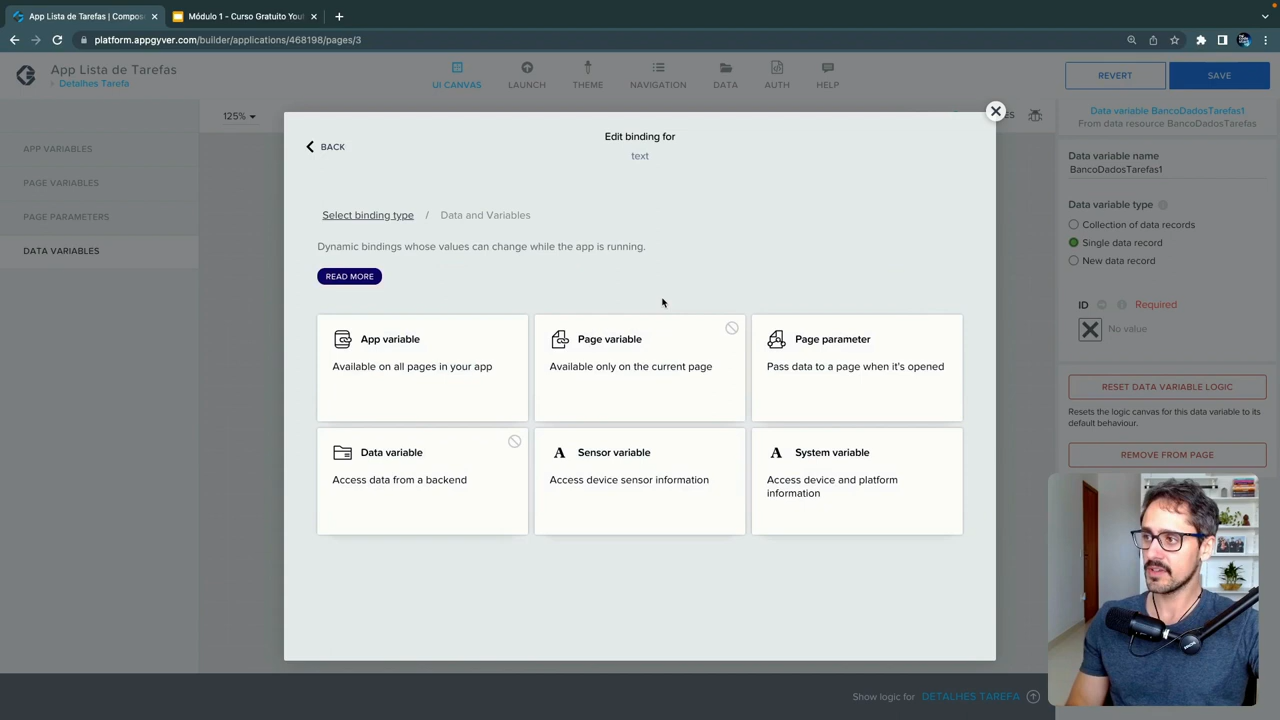 App Lista de Tarefas | Compos
Módulo 1 - Curso Gratuito Yout
platform.appgyver.com/builder/applications/468198/pages/3
App Lista de Tarefas
Detalhes Tarefa
UI CANVAS
LAUNCH
THEME
NAVIGATION
DATA
AUTH
HELP
REVERT
SAVE
APP VARIABLES
PAGE VARIABLES
PAGE PARAMETERS
DATA VARIABLES
125%
ES
BACK
Edit binding for
text
Select binding type / Data and Variables
Dynamic bindings whose values can change while the app is running.
READ MORE
App variable
Available on all pages in your app
Page variable
Available only on the current page
Page parameter
Pass data to a page when it's opened
Data variable
Access data from a backend
A Sensor variable
Access device sensor information
A System variable
Access device and platform
information
Data variable BancoDadosTarefas1
From data resource BancoDadosTarefas
Data variable name
BancoDadosTarefas1
Data variable type
Collection of data records
Single data record
New data record
ID Required
No value
RESET DATA VARIABLE LOGIC
Resets the logic canvas for this data variable to its
default behaviour.
REMOVE FROM PAGE
Show logic for DETALHES TAREFA